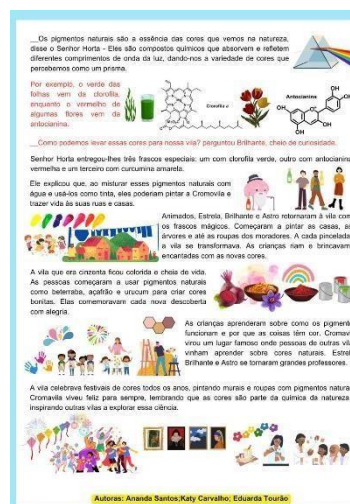 __Os pigmentos naturais são a essência das cores que vemos na natureza,
disse o Senhor Horta - Eles são compostos químicos que absorvem e refletem
diferentes comprimentos de onda da luz, dando-nos a variedade de cores que
percebemos como um prisma.
Por exemplo, o verde das
folhas vem da clorofila,
enquanto o vermelho de
algumas flores vem da
antocianina.
Clorofila a
Antocianina
__Como podemos levar essas cores para nossa vila? perguntou Brilhante, cheio de curiosidade.
Senhor Horta entregou-lhes três frascos especiais: um com clorofila verde, outro com antocianina
vermelha e um terceiro com curcumina amarela.
Ele explicou que, ao misturar esses pigmentos naturais com
água e usá-los como tinta, eles poderiam pintar a Cromovila e
trazer vida às suas ruas e casas.
Animados, Estrela, Brilhante e Astro retornaram à vila com
os frascos mágicos. Começaram a pintar as casas, as
árvores e até as roupas dos moradores. A cada pincelada,
a vila se transformava. As crianças riam e brincavam,
encantadas com as novas cores.
A vila que era cinzenta ficou colorida e cheia de vida.
As pessoas começaram a usar pigmentos naturais
como beterraba, açafrão e urucum para criar cores
bonitas. Elas comemoravam cada nova descoberta
com alegria.
As crianças aprenderam sobre como os pigmentos
funcionam e por que as coisas têm cor. Cromavila
virou um lugar famoso onde pessoas de outras vilas
vinham aprender sobre cores naturais. Estrela,
Brilhante e Astro se tornaram grandes professores.
A vila celebrava festivais de cores todos os anos, pintando murais e roupas com pigmentos naturais.
Cromavila viveu feliz para sempre, lembrando que as cores são parte da química da natureza,
inspirando outras vilas a explorar essa ciência.
Autoras: Ananda Santos;Katy Carvalho; Eduarda Tourão